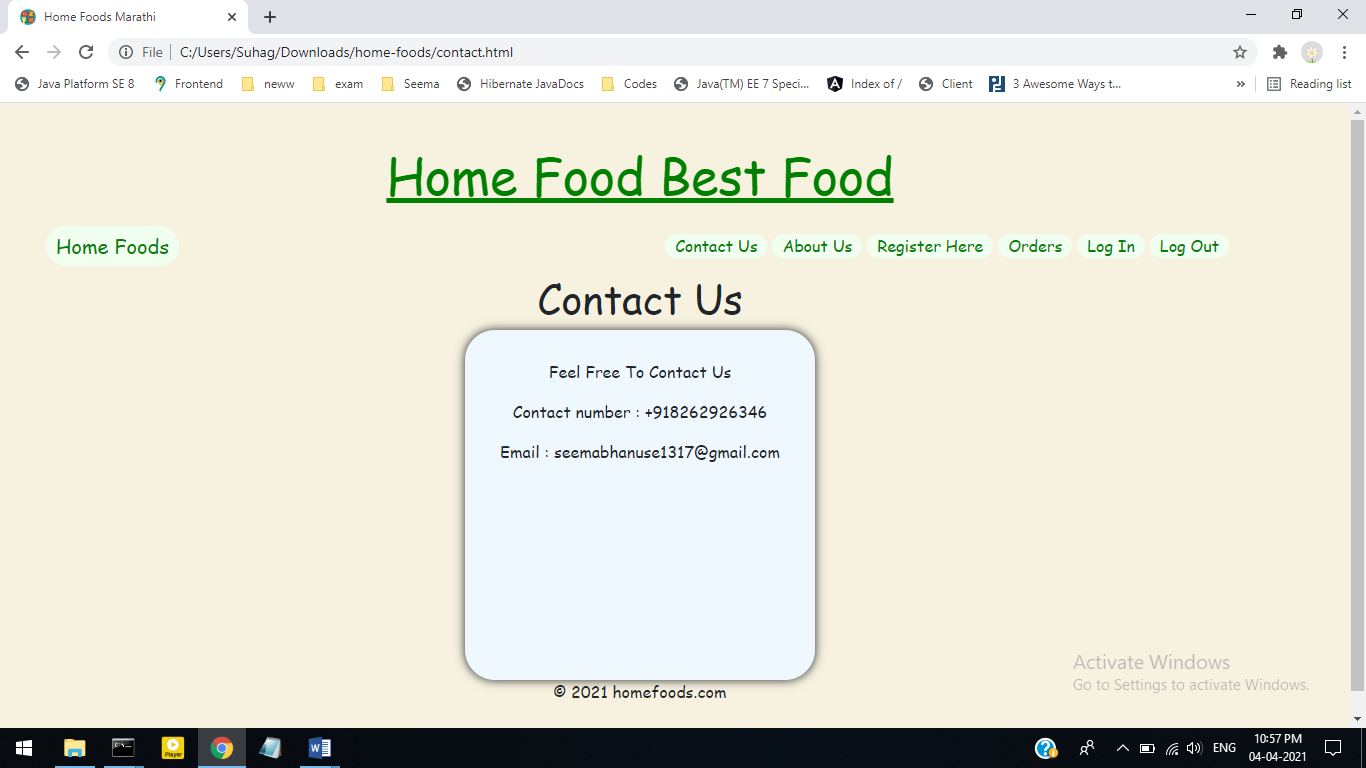 Home Foods Marathi
File
C:/Users/Suhag/Downloads/home-foods/contact.html
Java Platform SE 8 Frontend neww exam Seema Hibernate JavaDocs Codes Java(TM) EE 7 Speci... Index of / Client 3 Awesome Ways t... » Reading list
Home Food Best Food
Home Foods Contact Us About Us Register Here Orders Log In Log Out
Contact Us
Feel Free To Contact Us
Contact number : +918262926346
Email : seemabhanuse1317@gmail.com
Activate Windows
Go to Settings to activate Windows.
© 2021 homefoods.com
Player
ENG
10:57 PM
04-04-2021